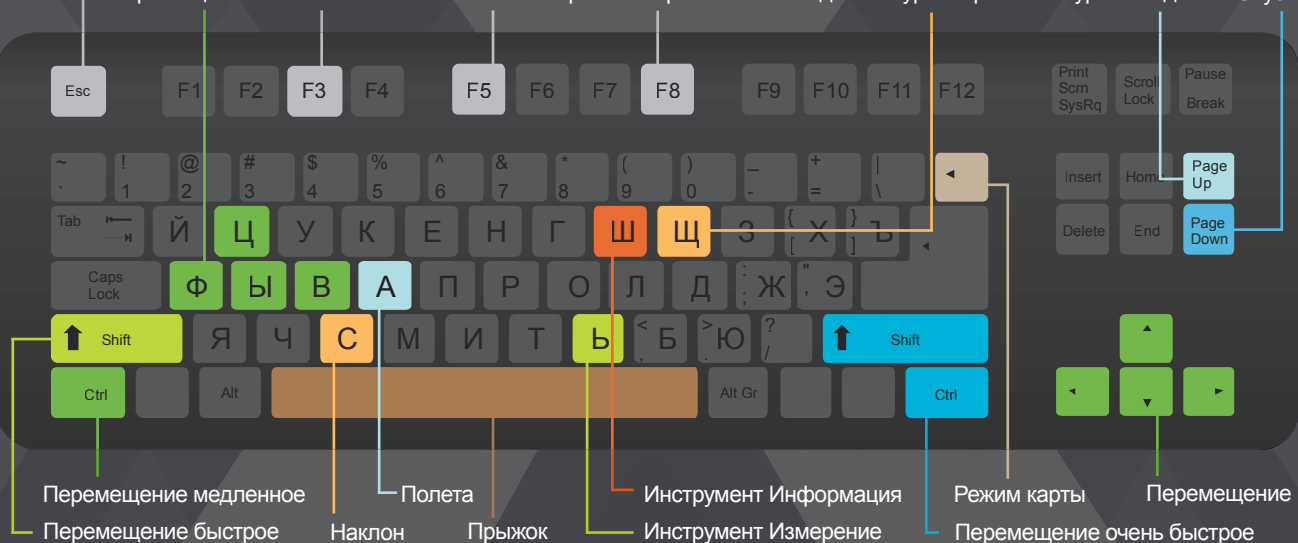 Esc F1 F2 F3 F4 F5 F6 F7 F8 F9 F10 F11 F12 Print Scrn SysRq Scroll Lock Pause Break
~ ` ! 1 @ 2 # 3 $ 4 % 5 ^ 6 & 7 * 8 ( 9 ) 0 _ - + = | \ Insert Home Page Up
Tab Й Ц У К Е Н Г Ш Щ З { [ Х } ] Ъ Delete End Page Down
Caps Lock Ф Ы В А П Р О Л Д : ; Ж " ' Э
Shift Я Ч С М И Т Ь < , Б > . Ю ? / Shift
Ctrl Alt Alt Gr Ctrl
Перемещение медленное Полета Инструмент Информация Режим карты Перемещение
Перемещение быстрое Наклон Прыжок Инструмент Измерение Перемещение очень быстрое